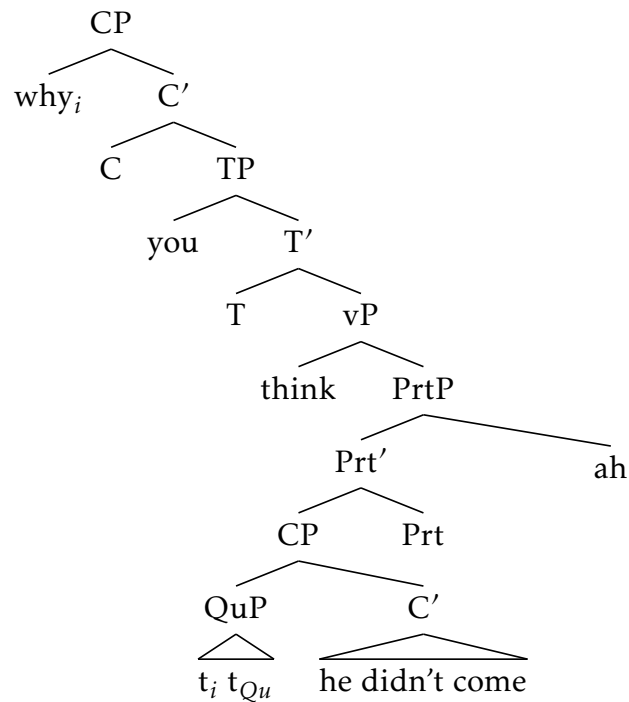 CP
why_i C’
C TP
you T’
T vP
think PrtP
Prt’ ah
CP Prt
QuP C’
t_i t_Qu he didn't come